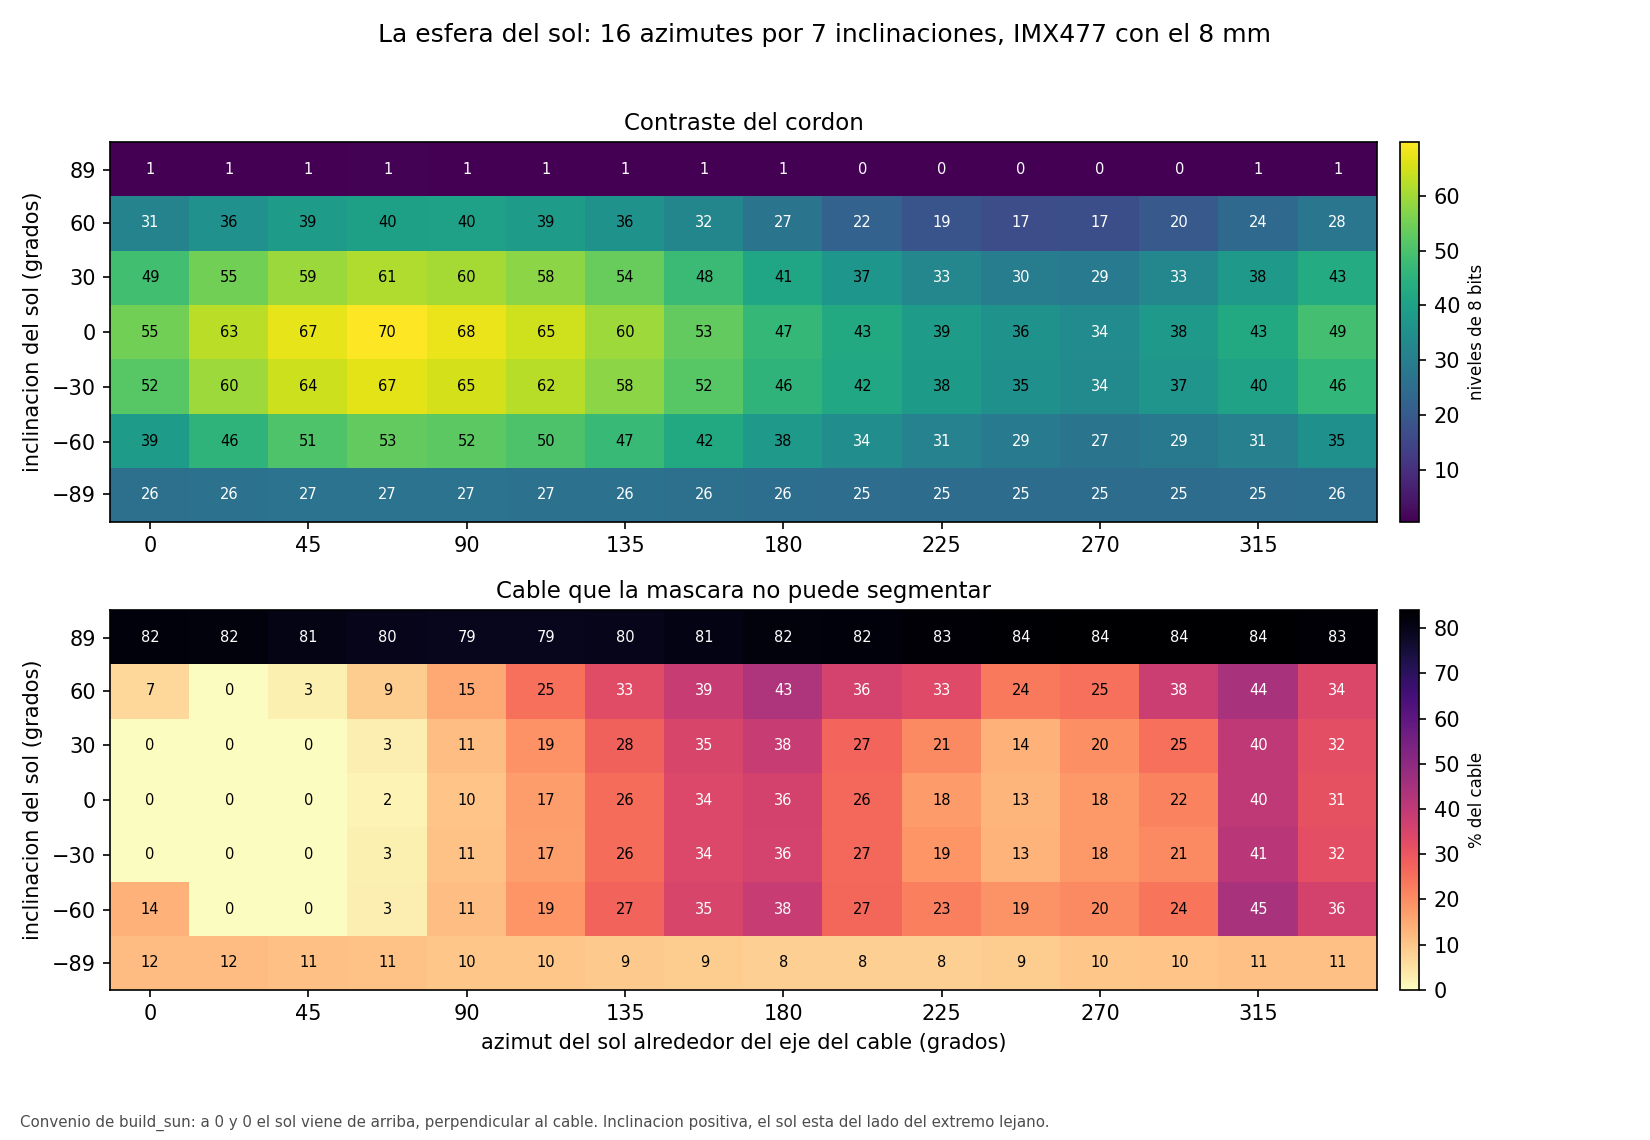 La esfera del sol: 16 azimutes por 7 inclinaciones, IMX477 con el 8 mm
Contraste del cordon
89 1 1 1 1 1 1 1 1 1 0 0 0 0 0 1 1
60 31 36 39 40 40 39 36 32 27 22 19 17 17 20 24 28
30 49 55 59 61 60 58 54 48 41 37 33 30 29 33 38 43
0 55 63 67 70 68 65 60 53 47 43 39 36 34 38 43 49
−30 52 60 64 67 65 62 58 52 46 42 38 35 34 37 40 46
−60 39 46 51 53 52 50 47 42 38 34 31 29 27 29 31 35
−89 26 26 27 27 27 27 26 26 26 25 25 25 25 25 25 26
0 45 90 135 180 225 270 315
inclinacion del sol (grados)
60
50
40
30
20
10
niveles de 8 bits
Cable que la mascara no puede segmentar
89 82 82 81 80 79 79 80 81 82 82 83 84 84 84 84 83
60 7 0 3 9 15 25 33 39 43 36 33 24 25 38 44 34
30 0 0 0 3 11 19 28 35 38 27 21 14 20 25 40 32
0 0 0 0 2 10 17 26 34 36 26 18 13 18 22 40 31
−30 0 0 0 3 11 17 26 34 36 27 19 13 18 21 41 32
−60 14 0 0 3 11 19 27 35 38 27 23 19 20 24 45 36
−89 12 12 11 11 10 10 9 9 8 8 8 9 10 10 11 11
0 45 90 135 180 225 270 315
inclinacion del sol (grados)
azimut del sol alrededor del eje del cable (grados)
80
70
60
50
40
30
20
10
0
% del cable
Convenio de build_sun: a 0 y 0 el sol viene de arriba, perpendicular al cable. Inclinacion positiva, el sol esta del lado del extremo lejano.